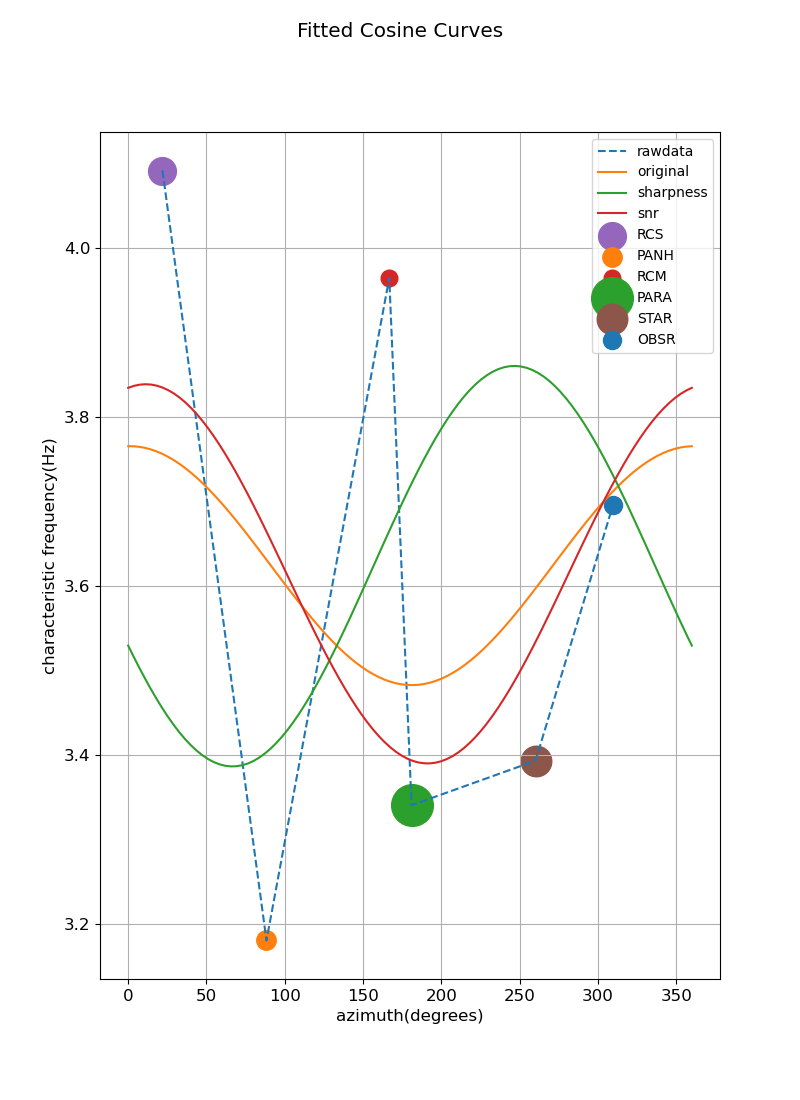 Fitted Cosine Curves
rawdata
original
sharpness
snr
RCS
PANH
RCM
PARA
STAR
OBSR
4.0
3.8
3.6
3.4
3.2
characteristic frequency(Hz)
0 50 100 150 200 250 300 350
azimuth(degrees)